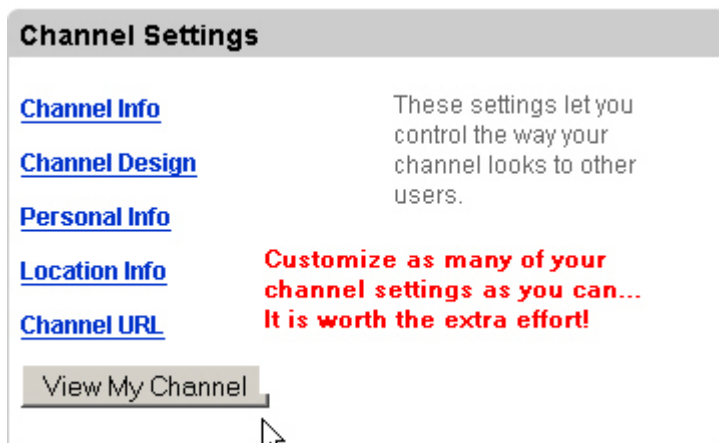 Channel Settings
Channel Info
These settings let you
control the way your
Channel Design
channel looks to other
users.
Personal Info
Location Info
Customize as many of your
channel settings as you can...
It is worth the extra effort!
Channel URL
View My Channel